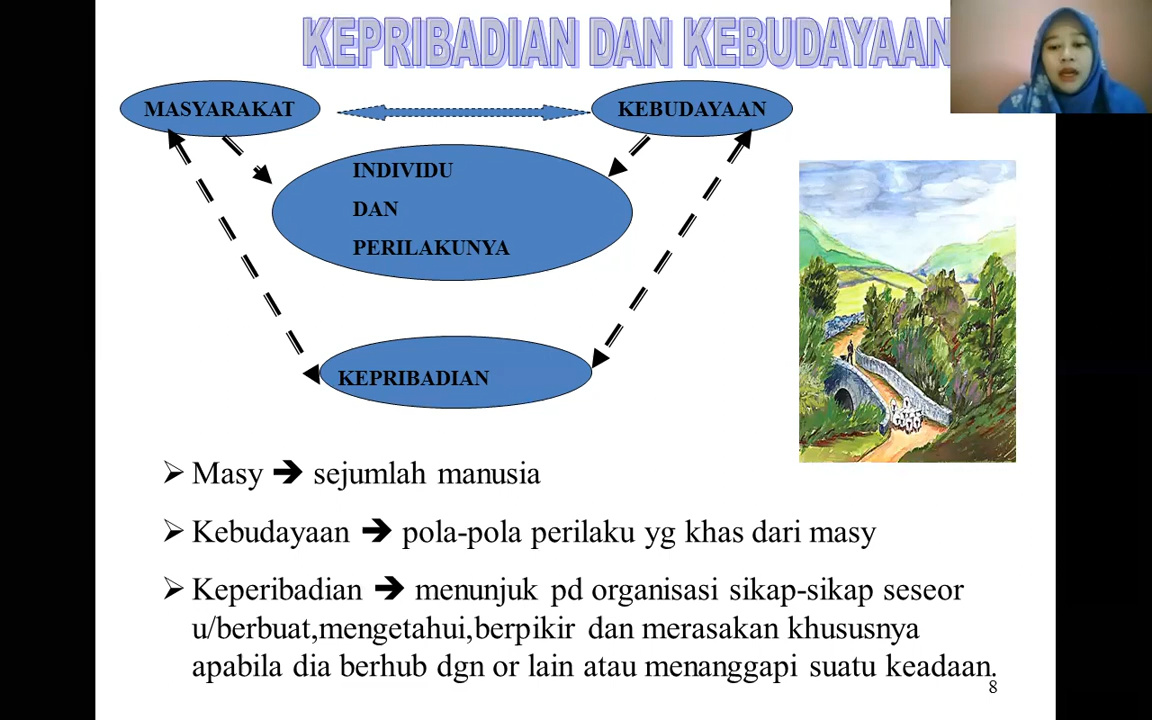 KEPRIBADIAN DAN KEBUDAYAAN
MASYARAKAT
KEBUDAYAAN
INDIVIDU
DAN
PERILAKUNYA
KEPRIBADIAN
➢ Masy ➔ sejumlah manusia
➢ Kebudayaan ➔ pola-pola perilaku yg khas dari masy
➢ Keperibadian ➔ menunjuk pd organisasi sikap-sikap seseor
u/berbuat,mengetahui,berpikir dan merasakan khususnya
apabila dia berhub dgn or lain atau menanggapi suatu keadaan.
8